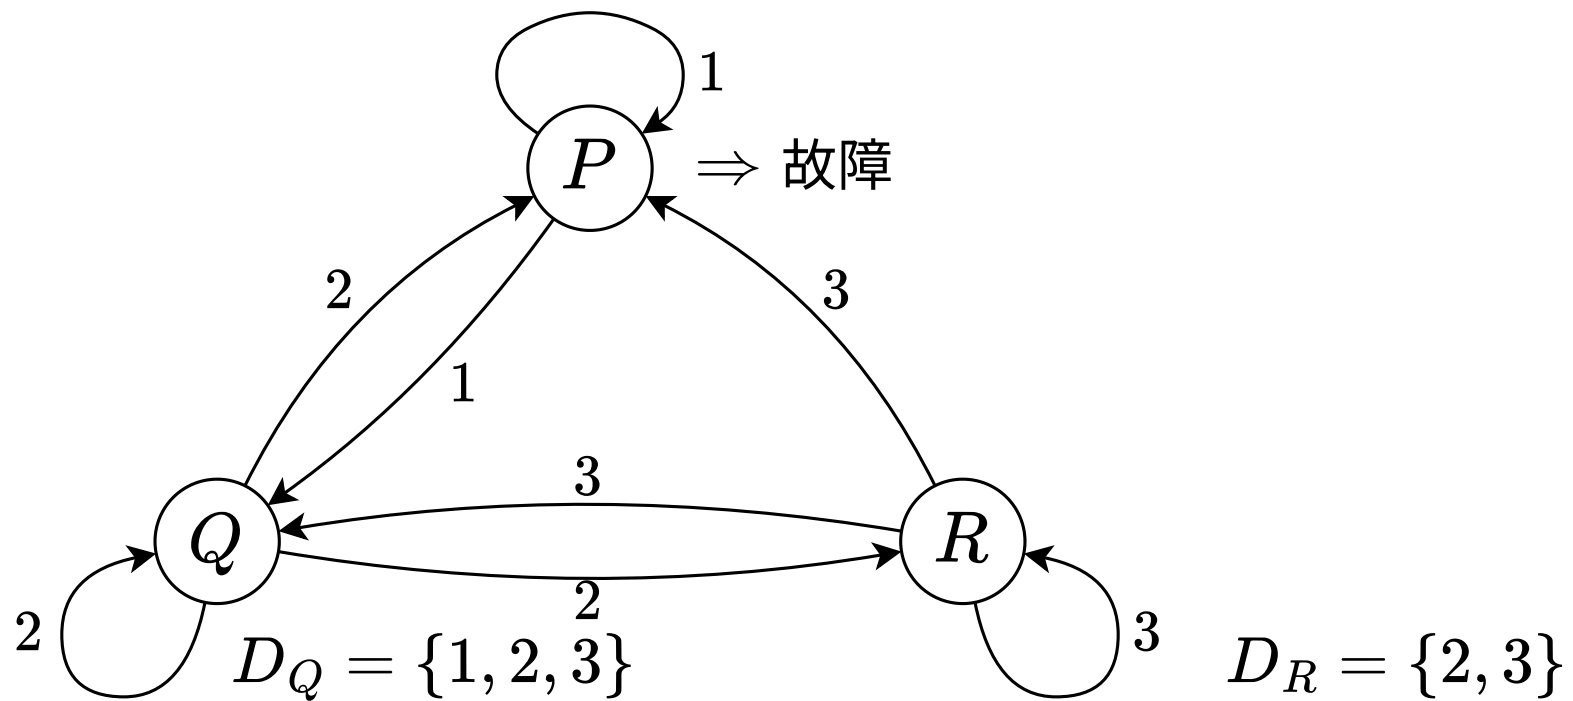 1
P ⇒ 故障
2
3
1
3
Q
R
2
2
3
D_Q = {1, 2, 3}
D_R = {2, 3}